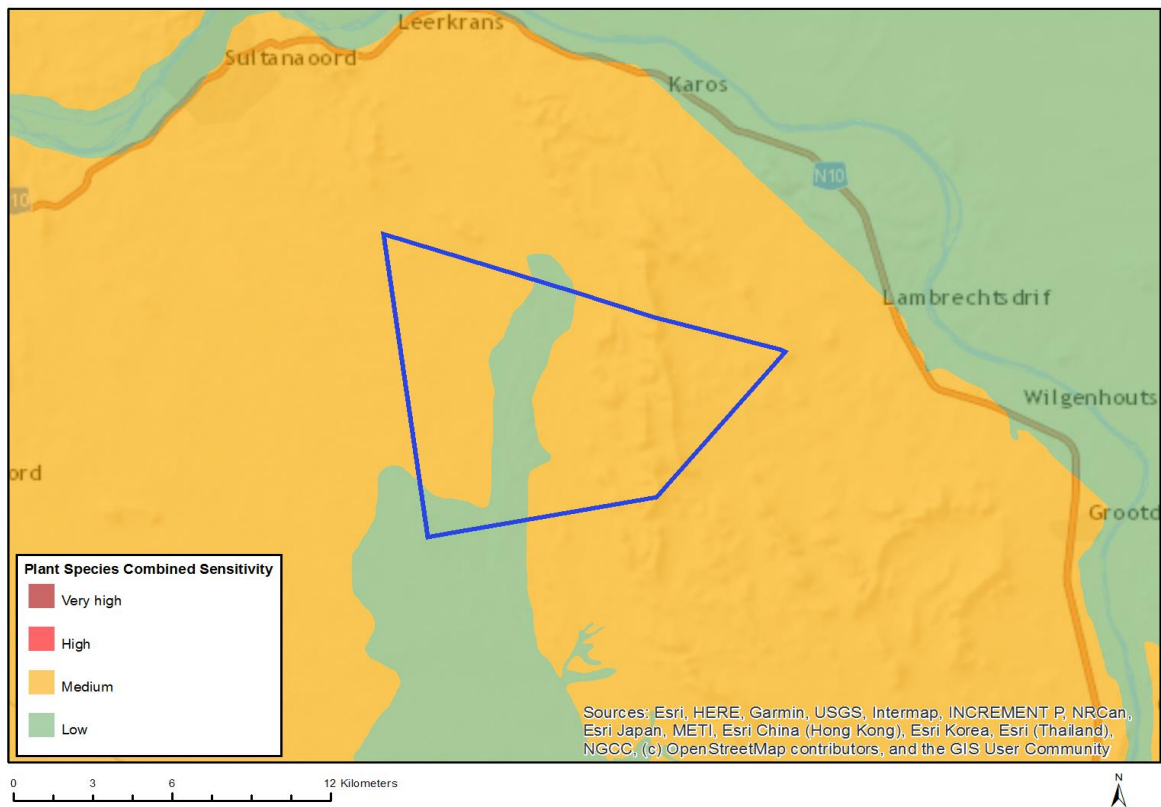 Leerkrans
Sultanaoord
Karos
N10
10
Lambrechtsdrif
Wilgenhouts
ord
Grootd
Plant Species Combined Sensitivity
Very high
High
Medium
Low
Sources: Esri, HERE, Garmin, USGS, Intermap, INCREMENT P, NRCan,
Esri Japan, METI, Esri China (Hong Kong), Esri Korea, Esri (Thailand),
NGCC, (c) OpenStreetMap contributors, and the GIS User Community
0 3 6 12 Kilometers
N